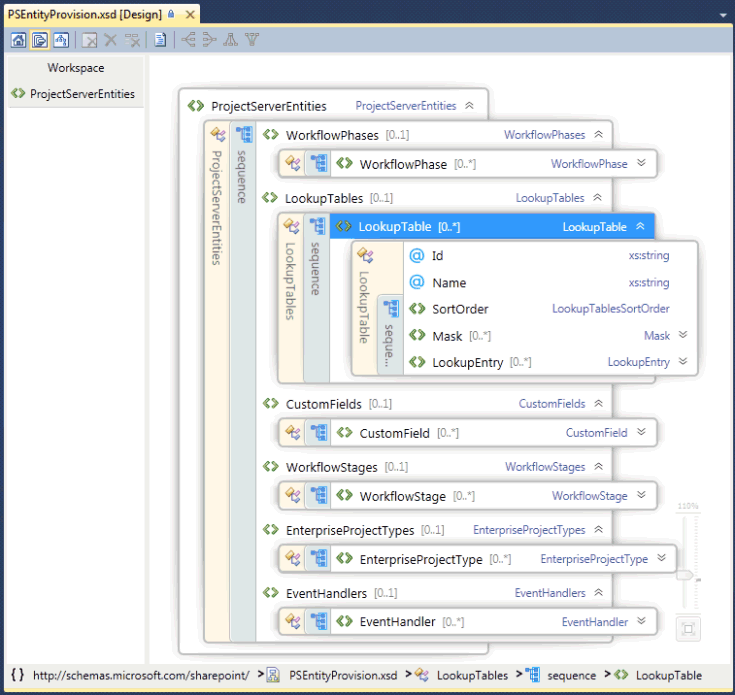 PSEntityProvision.xsd [Design]
Workspace
ProjectServerEntities
ProjectServerEntities ProjectServerEntities
ProjectServerEntities
sequence
WorkflowPhases [0..1] WorkflowPhases
WorkflowPhase [0..*] WorkflowPhase
LookupTables [0..1] LookupTables
LookupTables
sequence
LookupTable [0..*] LookupTable
LookupTable
seque...
@ Id xs:string
@ Name xs:string
SortOrder LookupTablesSortOrder
Mask [0..*] Mask
LookupEntry [0..*] LookupEntry
CustomFields [0..1] CustomFields
CustomField [0..*] CustomField
WorkflowStages [0..1] WorkflowStages
WorkflowStage [0..*] WorkflowStage
110%
EnterpriseProjectTypes [0..1] EnterpriseProjectTypes
EnterpriseProjectType [0..*] EnterpriseProjectType
EventHandlers [0..1] EventHandlers
EventHandler [0..*] EventHandler
{ } http://schemas.microsoft.com/sharepoint/ > PSEntityProvision.xsd > LookupTables > sequence > LookupTable